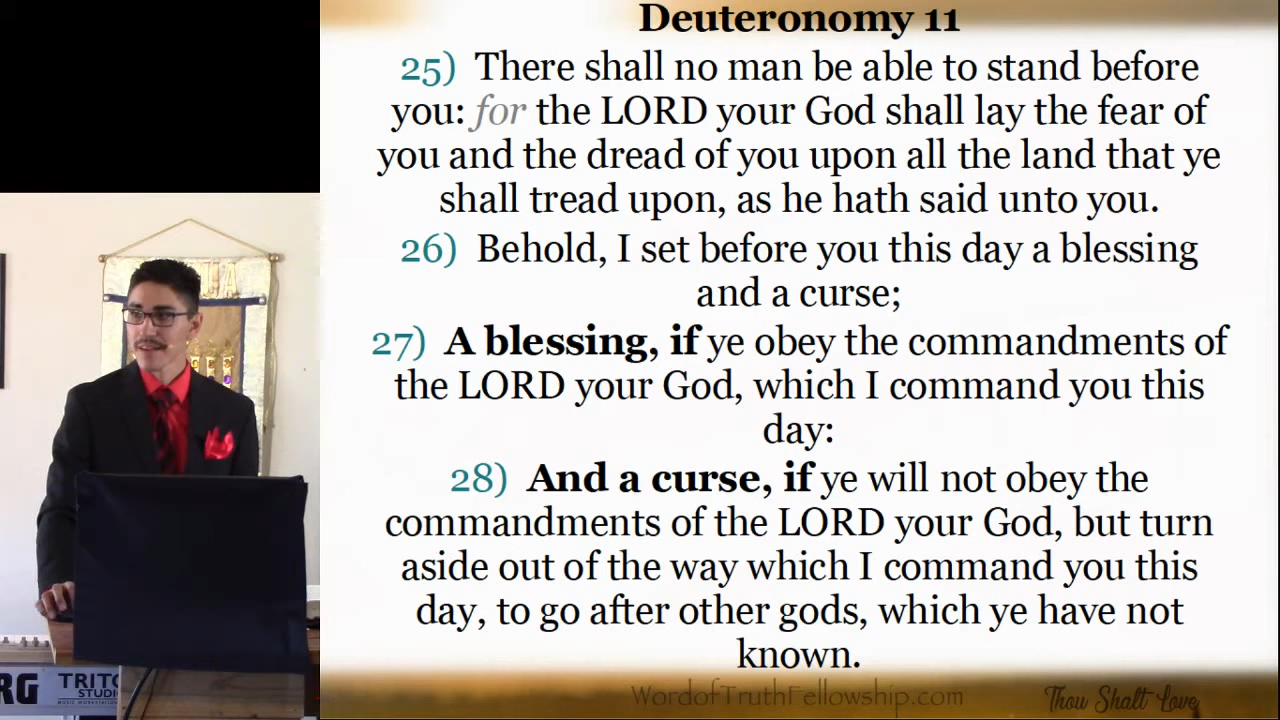 Deuteronomy 11
25) There shall no man be able to stand before
you: for the LORD your God shall lay the fear of
you and the dread of you upon all the land that ye
shall tread upon, as he hath said unto you.
26) Behold, I set before you this day a blessing
and a curse;
27) A blessing, if ye obey the commandments of
the LORD your God, which I command you this
day:
28) And a curse, if ye will not obey the
commandments of the LORD your God, but turn
aside out of the way which I command you this
day, to go after other gods, which ye have not
known.
WordofTruthFellowship.com
Thou Shalt Love
RG TRITO
STUDIO